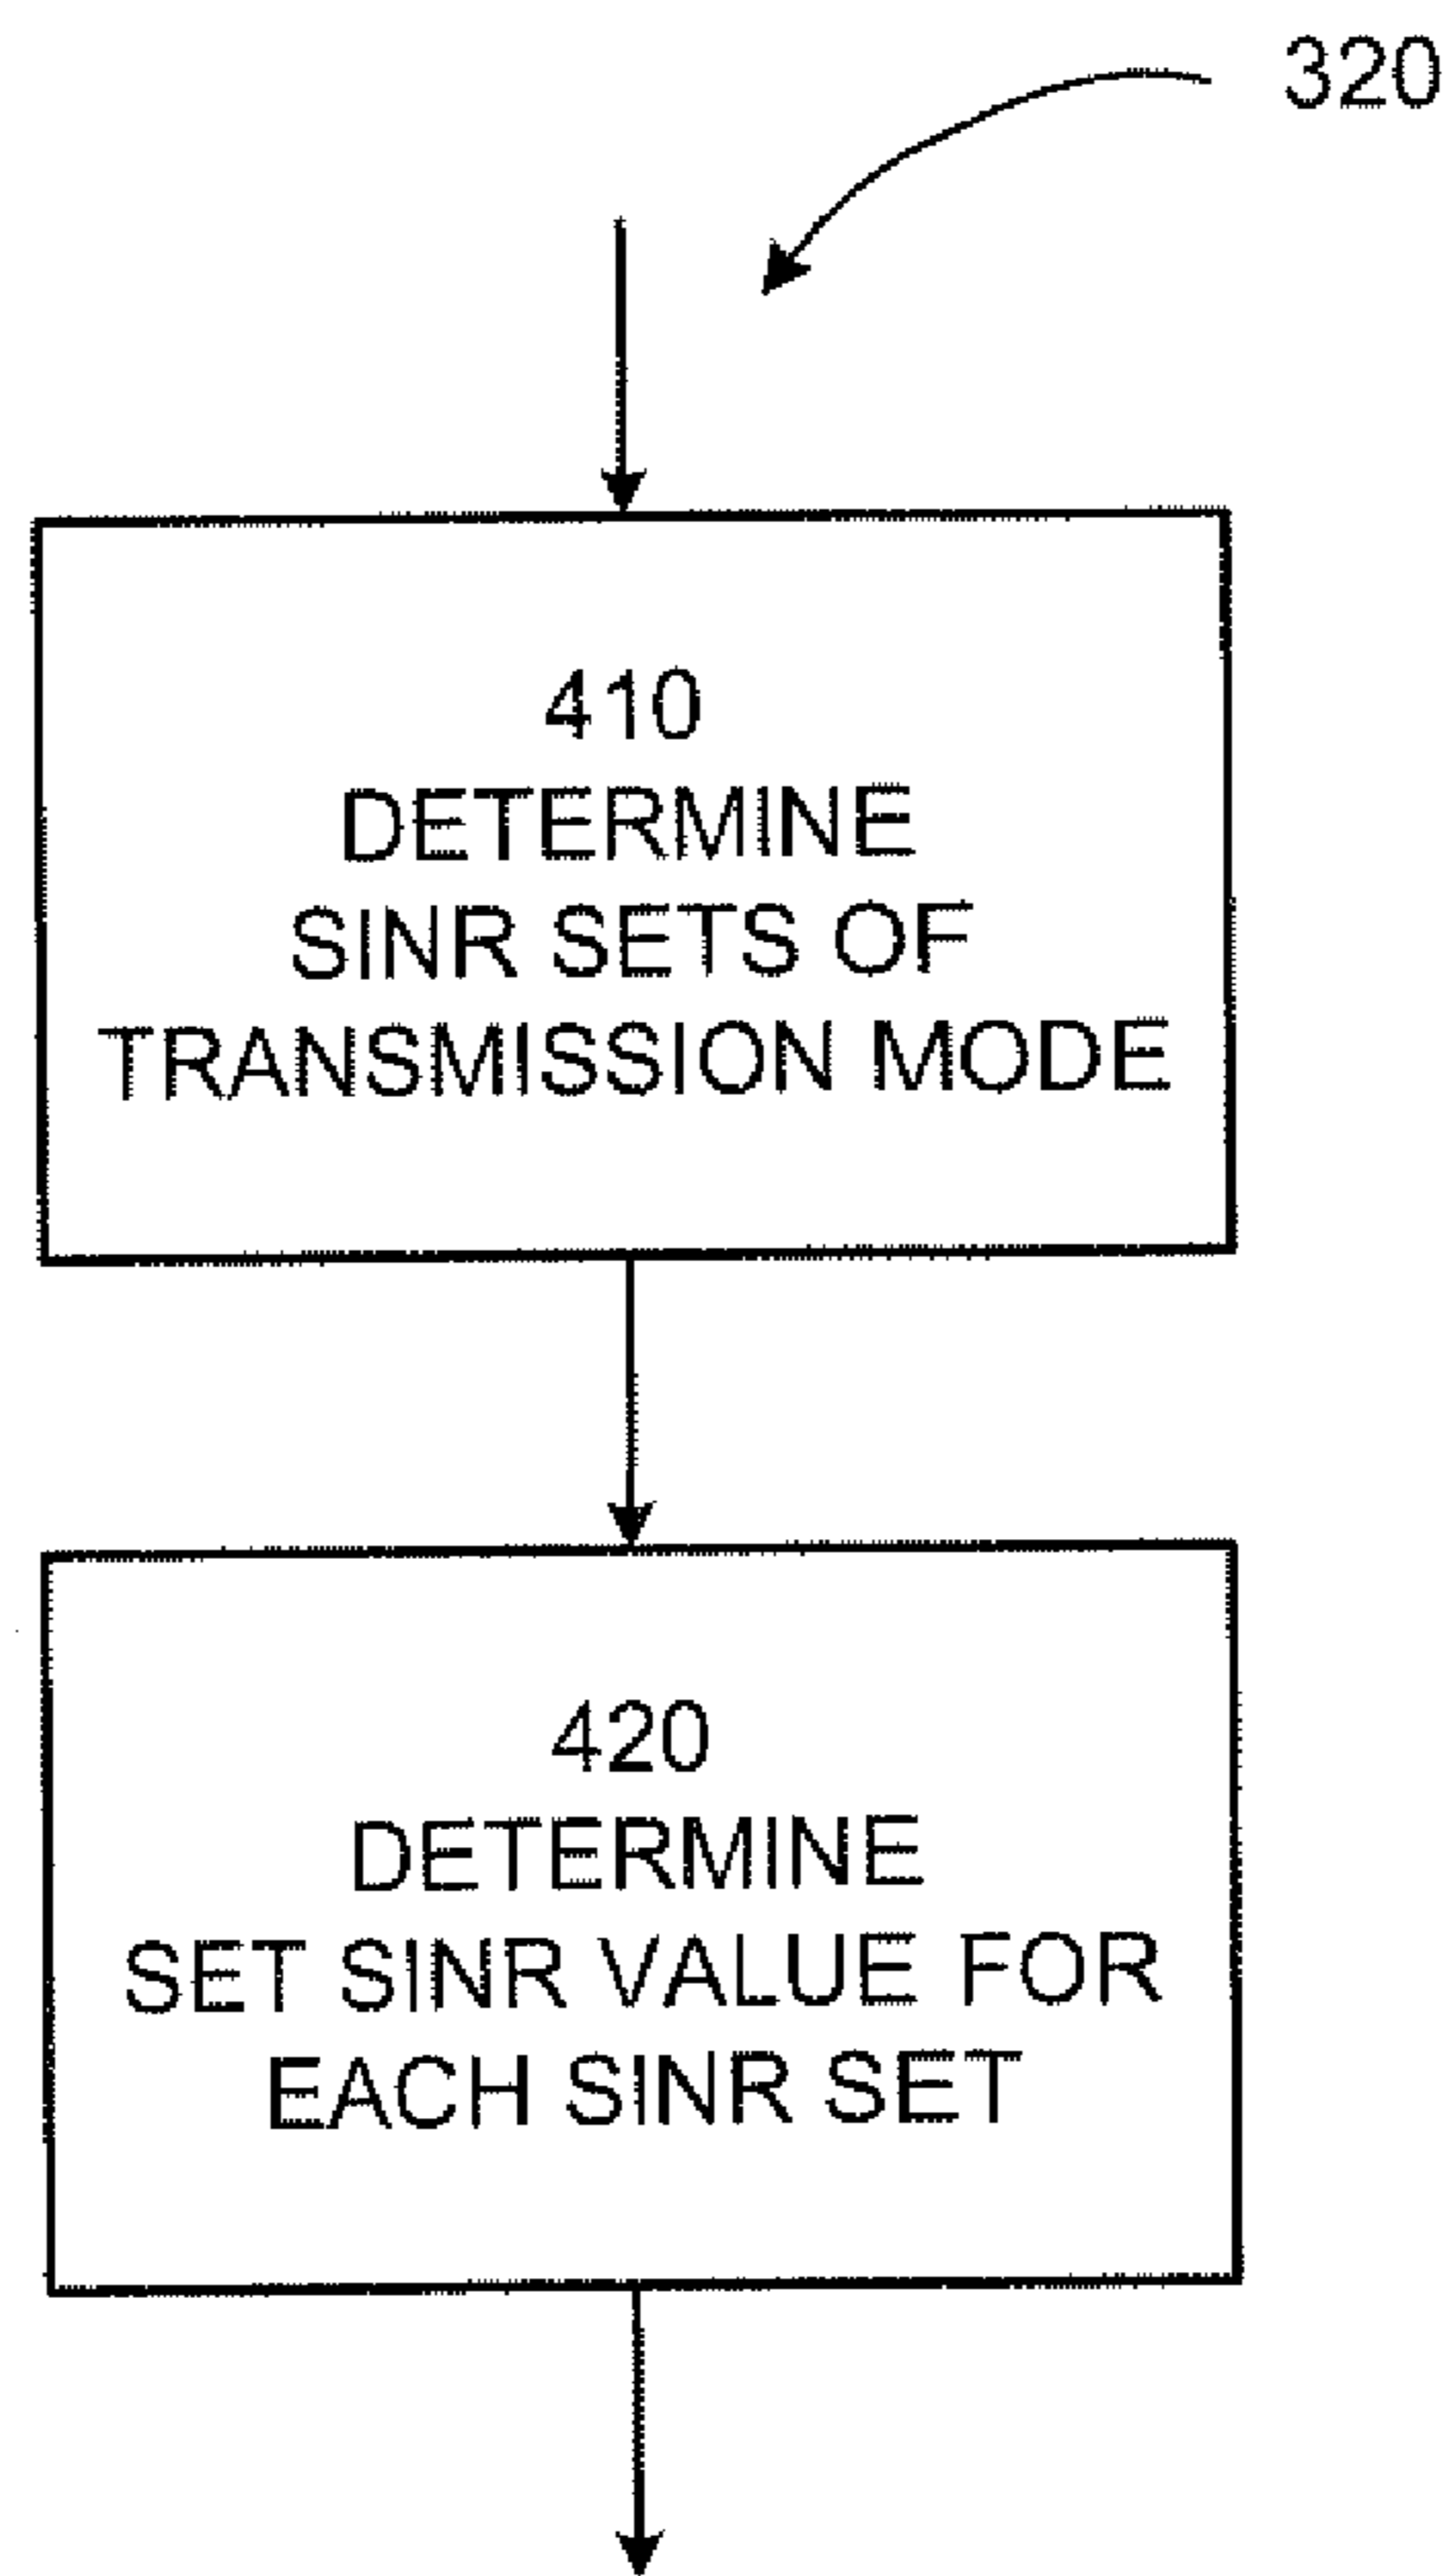 320
410
DETERMINE
SINR SETS OF
TRANSMISSION MODE
420
DETERMINE
SET SINR VALUE FOR
EACH SINR SET